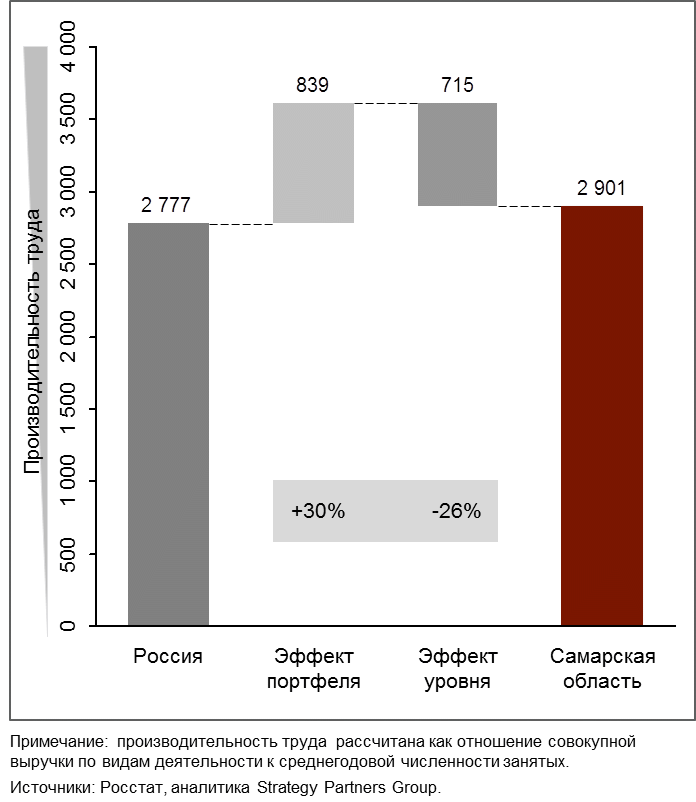 Производительность труда
4 000
3 500
3 000
2 500
2 000
1 500
1 000
500
0
2 777
839
715
2 901
+30%
-26%
Россия
Эффект
портфеля
Эффект
уровня
Самарская
область
Примечание: производительность труда рассчитана как отношение совокупной
выручки по видам деятельности к среднегодовой численности занятых.
Источники: Росстат, аналитика Strategy Partners Group.